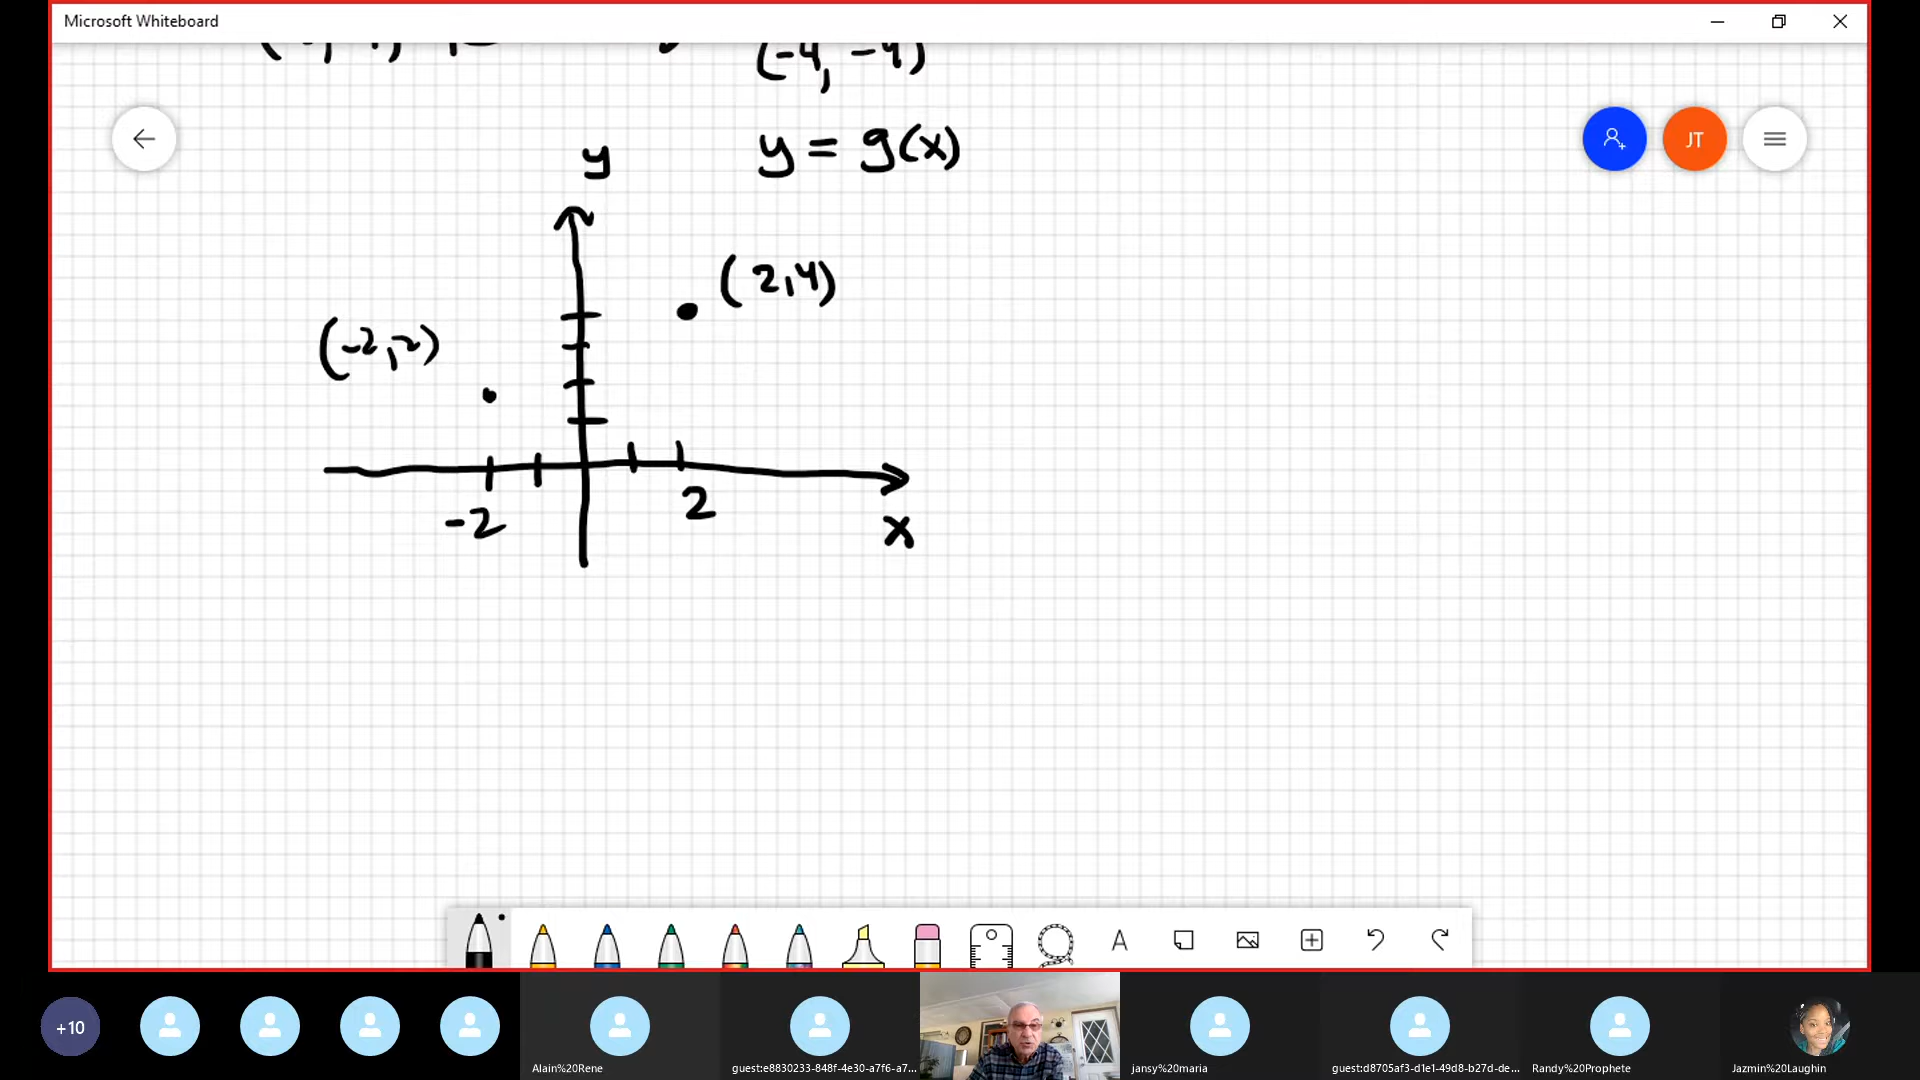 Microsoft Whiteboard
(-4, -4)
y = g(x)
JT
y
(2,4)
(-2,2)
-2
2
x
A
+10
Alain%20Rene
guest:e8830233-848f-4e30-a7f6-a7...
jansy%20maria
guest:d8705af3-d1e1-49d8-b27d-de...
Randy%20Prophete
Jazmin%20Laughin